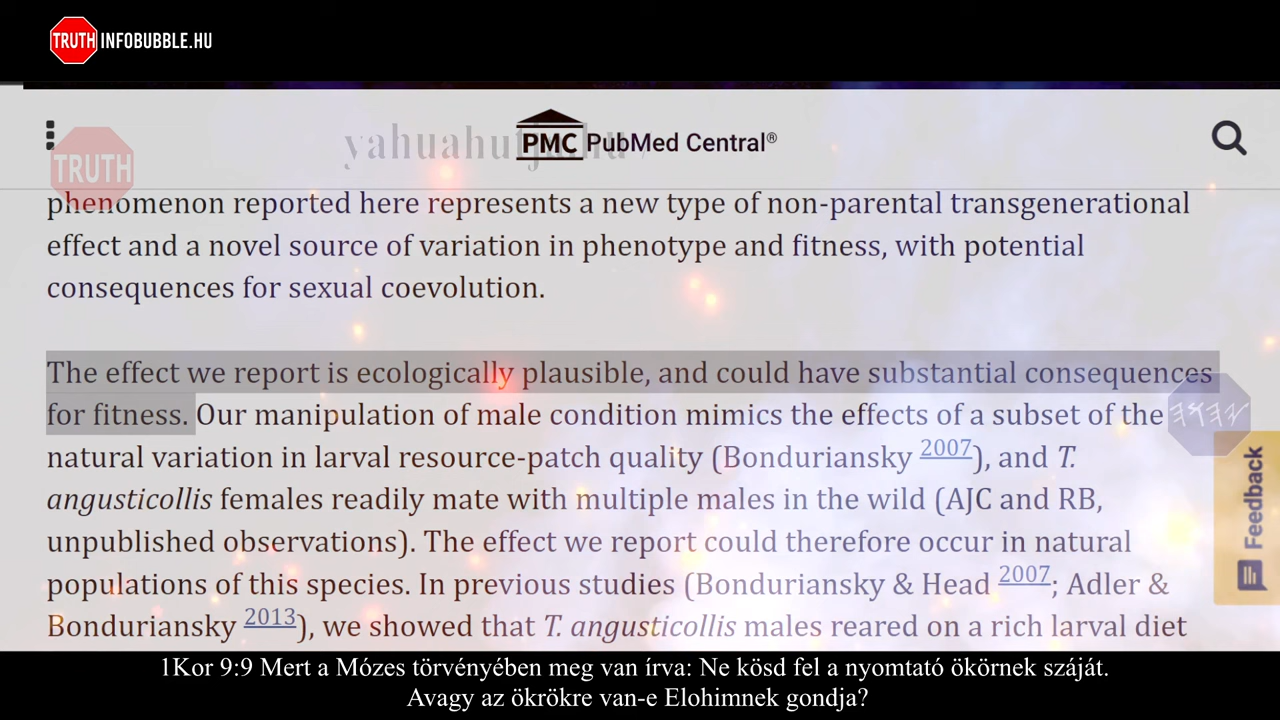 TRUTH INFOBUBBLE.HU
TRUTH
PMC PubMed Central®
phenomenon reported here represents a new type of non-parental transgenerational
effect and a novel source of variation in phenotype and fitness, with potential
consequences for sexual coevolution.
The effect we report is ecologically plausible, and could have substantial consequences
for fitness. Our manipulation of male condition mimics the effects of a subset of the
natural variation in larval resource-patch quality (Bonduriansky 2007), and T.
angusticollis females readily mate with multiple males in the wild (AJC and RB,
unpublished observations). The effect we report could therefore occur in natural
populations of this species. In previous studies (Bonduriansky & Head 2007; Adler &
Bonduriansky 2013), we showed that T. angusticollis males reared on a rich larval diet
Feedback
1Kor 9:9 Mert a Mózes törvényében meg van írva: Ne kösd fel a nyomtató ökörnek száját.
Avagy az ökrökre van-e Elohimnek gondja?